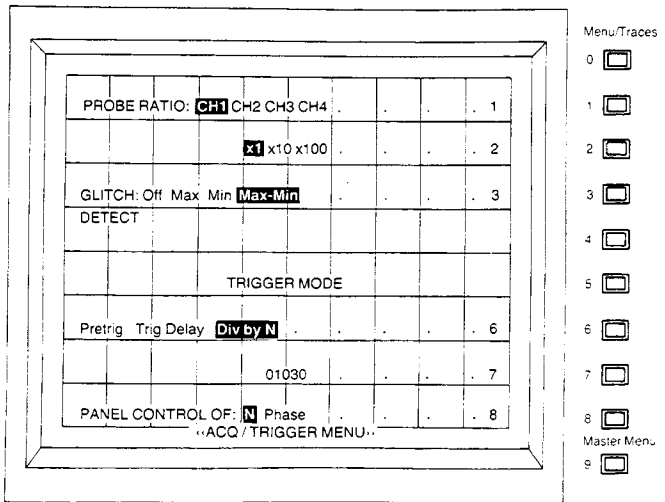 Menu/Traces
0
PROBE RATIO: CH1 CH2 CH3 CH4 . . . 1
1
x1 x10 x100 . . . . 2
2
GLITCH: Off Max Min Max-Min . . . 3
3
DETECT
4
TRIGGER MODE
5
Pretrig Trig Delay Div by N . . . . 6
6
01030 . . . 7
7
PANEL CONTROL OF: N Phase . . . 8
8
‹‹ACQ / TRIGGER MENU››
Master Menu
9